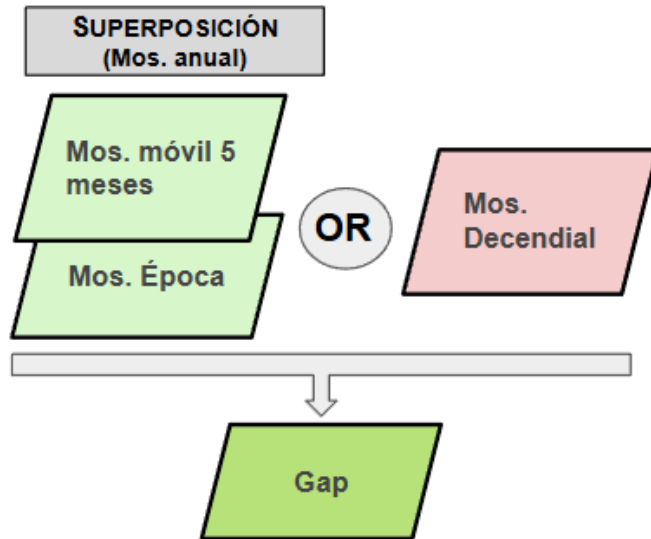 SUPERPOSICIÓN
(Mos. anual)
Mos. móvil 5
meses
Mos. Época
OR
Mos.
Decendial
Gap